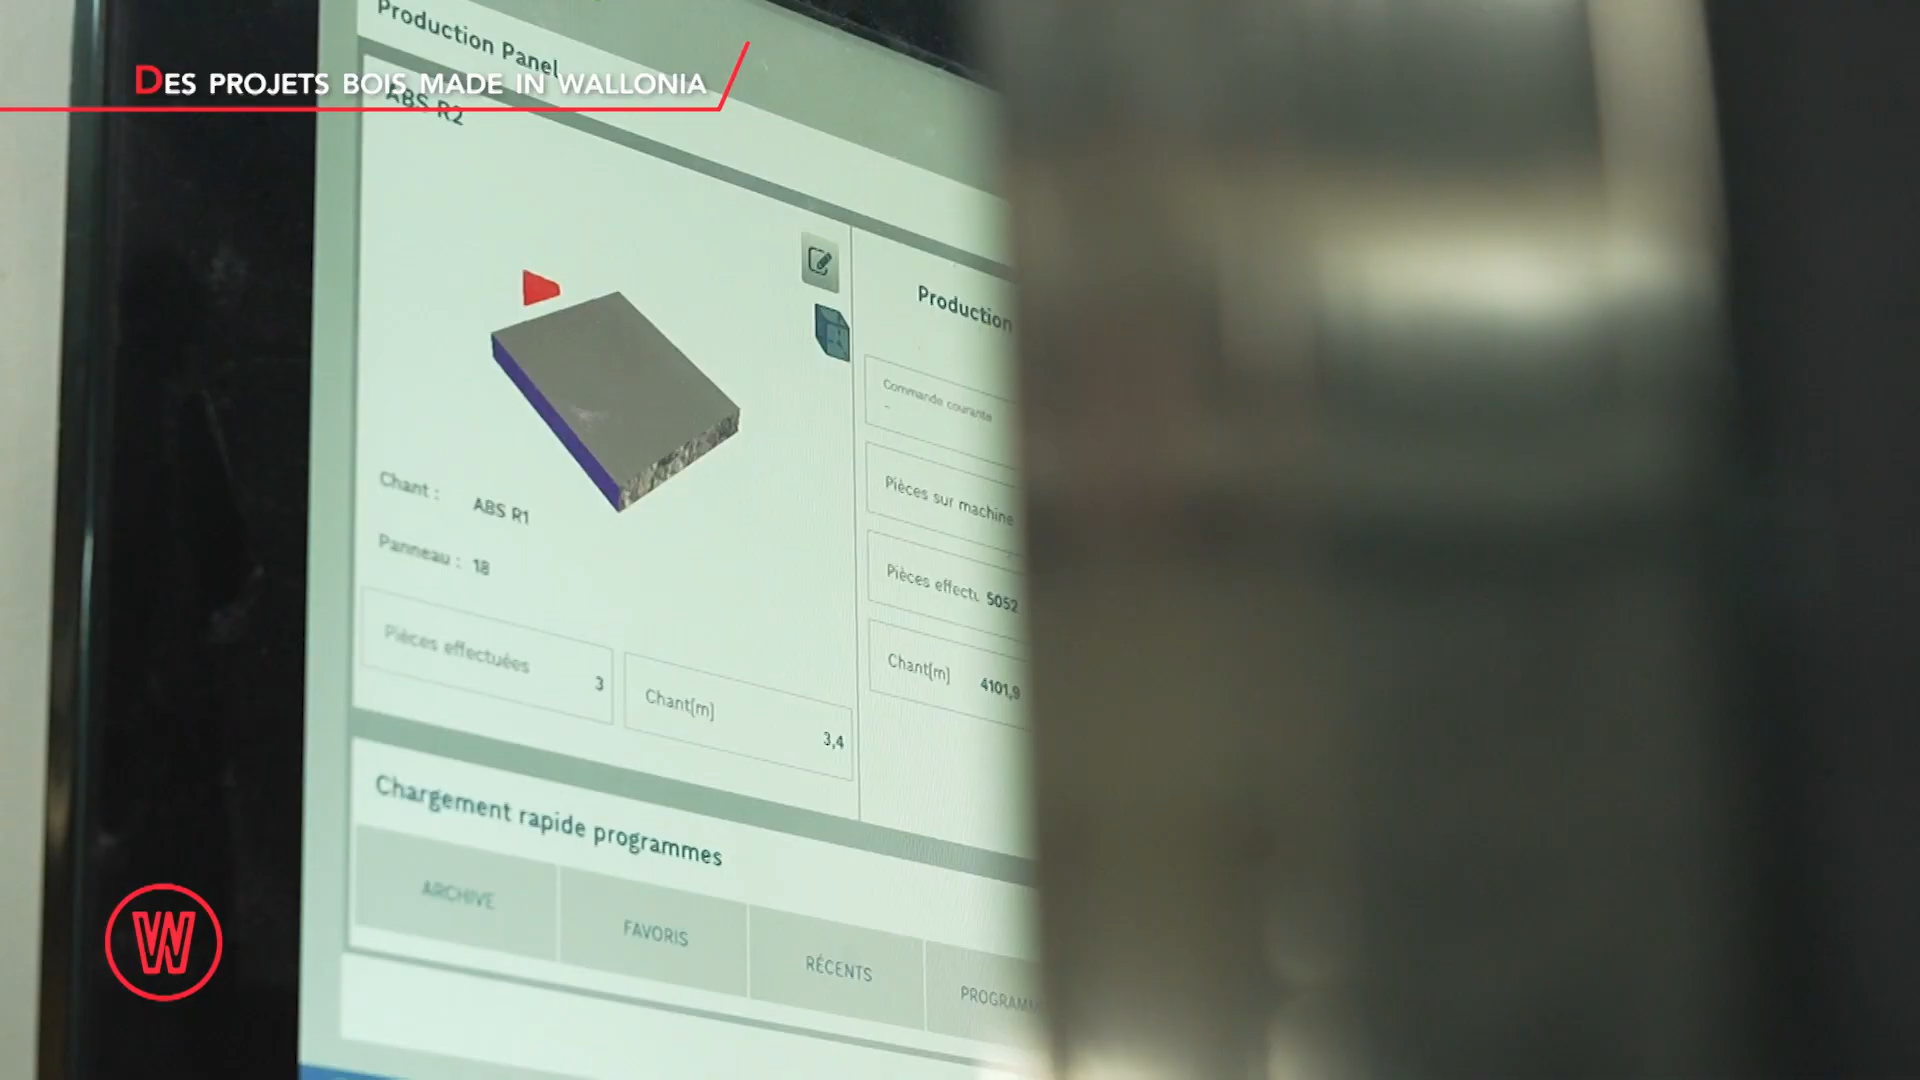 Production Panel
DES PROJETS BOIS MADE IN WALLONIA
ABS R2
Chant : ABS R1
Panneau : 18
Pièces effectuées 3
Chant[m] 3,4
Production
Commande courante
-
Pièces sur machine
Pièces effectu 5052
Chant[m] 4101,9
Chargement rapide programmes
ARCHIVE
FAVORIS
RÉCENTS
PROGRAMM
W